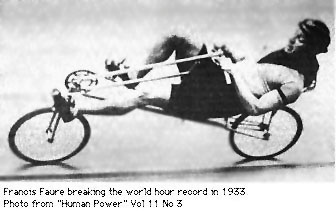 Francis Faure breaking the world hour record in 1933
Photo from "Human Power" Vol 11 No 3